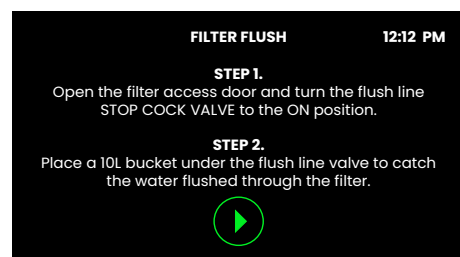 FILTER FLUSH 12:12 PM
STEP 1.
Open the filter access door and turn the flush line
STOP COCK VALVE to the ON position.
STEP 2.
Place a 10L bucket under the flush line valve to catch
the water flushed through the filter.